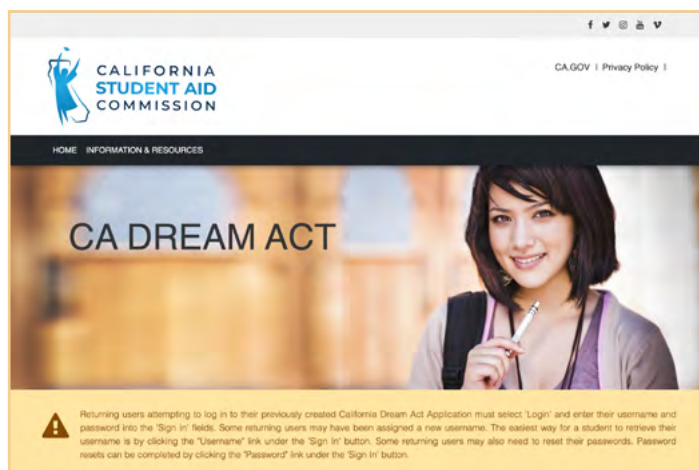 CA.GOV | Privacy Policy |
CALIFORNIA
STUDENT AID
COMMISSION
HOME INFORMATION & RESOURCES
CA DREAM ACT
Returning users attempting to log in to their previously created California Dream Act Application must select 'Login' and enter their username and
password into the 'Sign in' fields. Some returning users may have been assigned a new username. The easiest way for a student to retrieve their
username is by clicking the "Username" link under the 'Sign In' button. Some returning users may also need to reset their passwords. Password
resets can be completed by clicking the "Password" link under the 'Sign In' button.